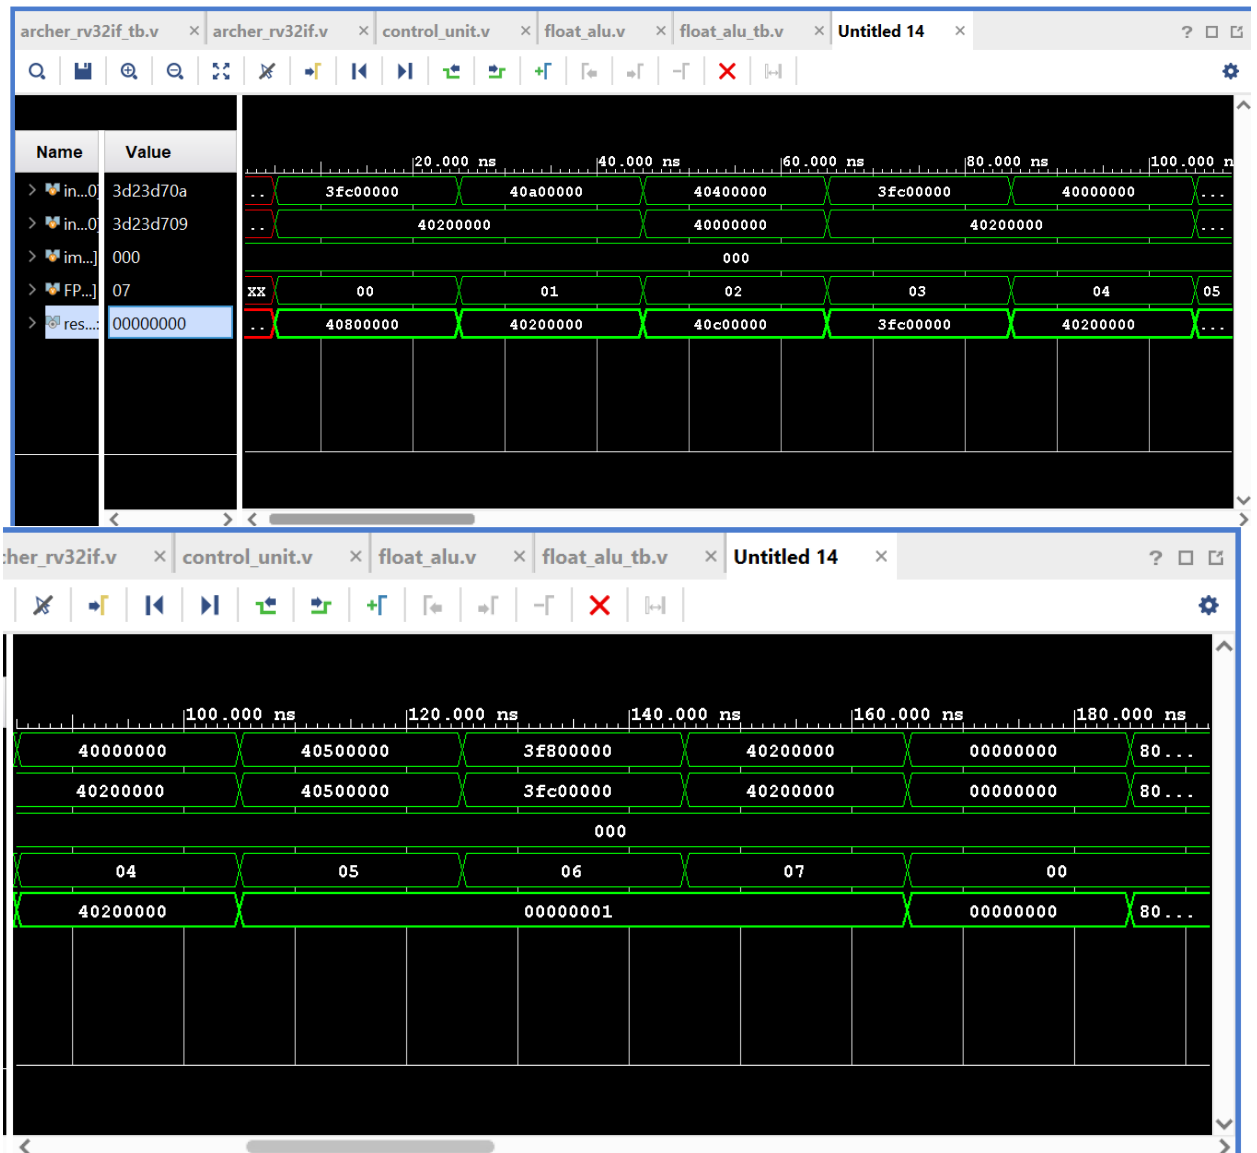 archer_rv32if_tb.v × archer_rv32if.v × control_unit.v × float_alu.v × float_alu_tb.v × Untitled 14 × ?
Name Value
20.000 ns 40.000 ns 60.000 ns 80.000 ns 100.000 n
in...0] 3d23d70a .. 3fc00000 40a00000 40400000 3fc00000 40000000 ...
in...0] 3d23d709 .. 40200000 40000000 40200000 ...
im...] 000 000
FP...] 07 XX 00 01 02 03 04 05
res...: 00000000 .. 40800000 40200000 40c00000 3fc00000 40200000 ...
cher_rv32if.v × control_unit.v × float_alu.v × float_alu_tb.v × Untitled 14 × ?
100.000 ns 120.000 ns 140.000 ns 160.000 ns 180.000 ns
40000000 40500000 3f800000 40200000 00000000 80...
40200000 40500000 3fc00000 40200000 00000000 80...
000
04 05 06 07 00
40200000 00000001 00000000 80...